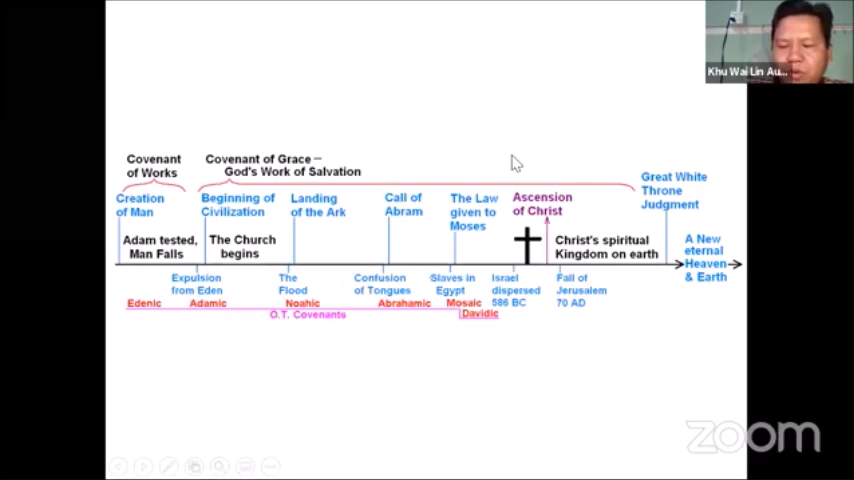 Khu Wai Lin Au...
Covenant
of Works
Covenant of Grace –
God's Work of Salvation
Great White
Throne
Judgment
Creation
of Man
Beginning of
Civilization
Landing
of the Ark
Call of
Abram
The Law
given to
Moses
Ascension
of Christ
Adam tested,
Man Falls
The Church
begins
Christ's spiritual
Kingdom on earth
A New
eternal
Heaven
& Earth
Expulsion
from Eden
The
Flood
Confusion
of Tongues
Slaves in
Egypt
Israel
dispersed
586 BC
Fall of
Jerusalem
70 AD
Edenic
Adamic
Noahic
Abrahamic
Mosaic
O.T. Covenants
Davidic
zoom